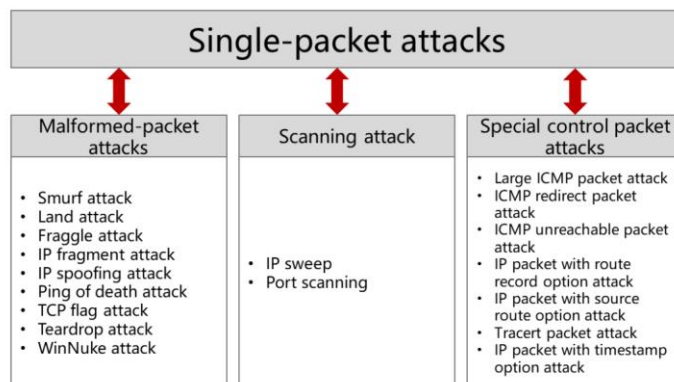 Single-packet attacks
Malformed-packet
attacks
• Smurf attack
• Land attack
• Fraggle attack
• IP fragment attack
• IP spoofing attack
• Ping of death attack
• TCP flag attack
• Teardrop attack
• WinNuke attack
Scanning attack
• IP sweep
• Port scanning
Special control packet
attacks
• Large ICMP packet attack
• ICMP redirect packet
attack
• ICMP unreachable packet
attack
• IP packet with route
record option attack
• IP packet with source
route option attack
• Tracert packet attack
• IP packet with timestamp
option attack